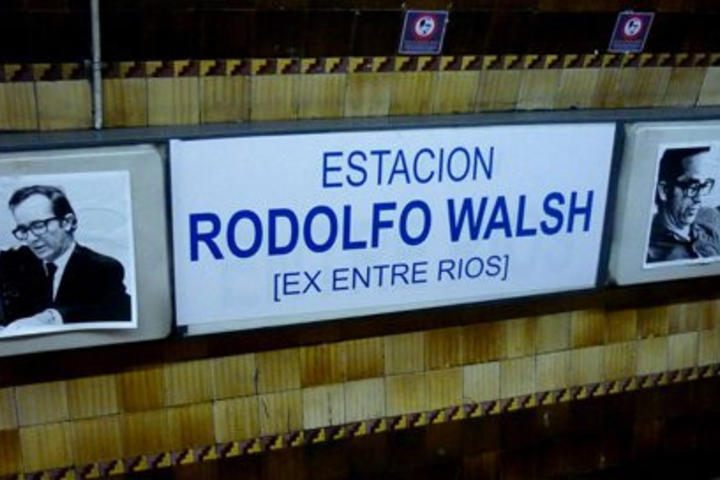 ESTACION
RODOLFO WALSH
[EX ENTRE RIOS]